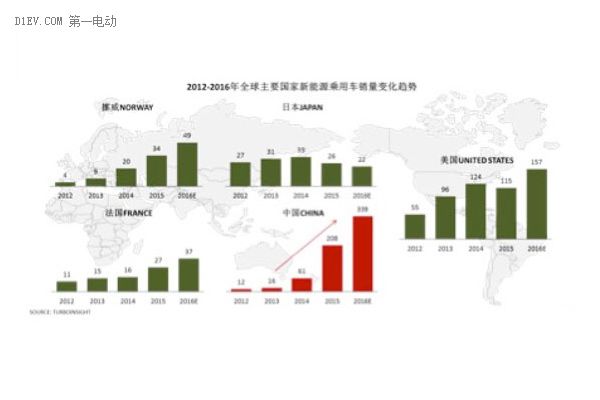 D1EV.COM 第一电动
2012-2016年全球主要国家新能源乘用车销量变化趋势
挪威NORWAY
4 9 20 34 49
2012 2013 2014 2015 2016E
日本JAPAN
27 31 33 26 22
2012 2013 2014 2015 2016E
美国UNITED STATES
55 96 124 115 157
2012 2013 2014 2015 2016E
法国FRANCE
11 15 16 27 37
2012 2013 2014 2015 2016E
中国CHINA
12 16 61 208 339
2012 2013 2014 2015 2016E
SOURCE: TURBOINSIGHT